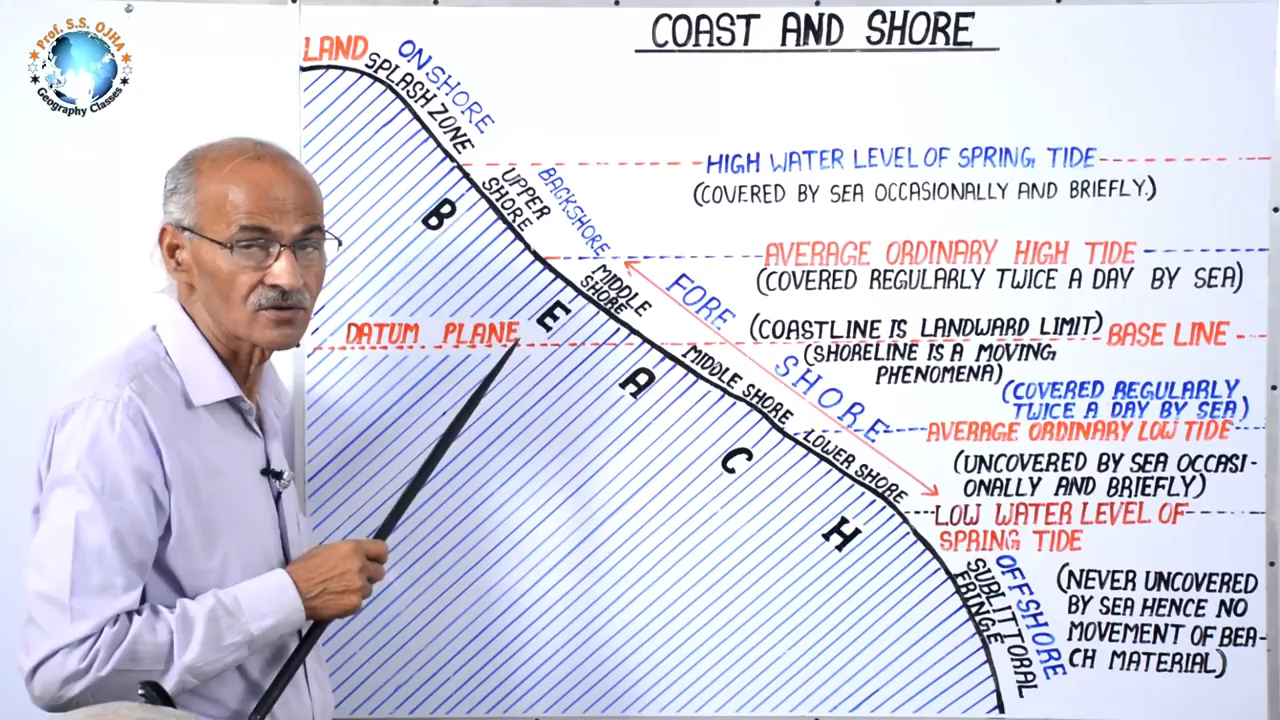 Prof. S.S. OJHA
Geography Classes
COAST AND SHORE
LAND
ONSHORE
SPLASH ZONE
HIGH WATER LEVEL OF SPRING TIDE
(COVERED BY SEA OCCASIONALLY AND BRIEFLY.)
BACKSHORE
UPPER
SHORE
B
AVERAGE ORDINARY HIGH TIDE
(COVERED REGULARLY TWICE A DAY BY SEA)
MIDDLE
SHORE
FORE
SHORE
E
DATUM PLANE
(COASTLINE IS LANDWARD LIMIT) BASE LINE
(SHORELINE IS A MOVING
PHENOMENA)
MIDDLE SHORE
A
(COVERED REGULARLY
TWICE A DAY BY SEA)
AVERAGE ORDINARY LOW TIDE
LOWER SHORE
C
(UNCOVERED BY SEA OCCASI-
ONALLY AND BRIEFLY)
LOW WATER LEVEL OF
SPRING TIDE
H
OFFSHORE
SUBLITTORAL
FRINGE
(NEVER UNCOVERED
BY SEA HENCE NO
MOVEMENT OF BEA-
CH MATERIAL)